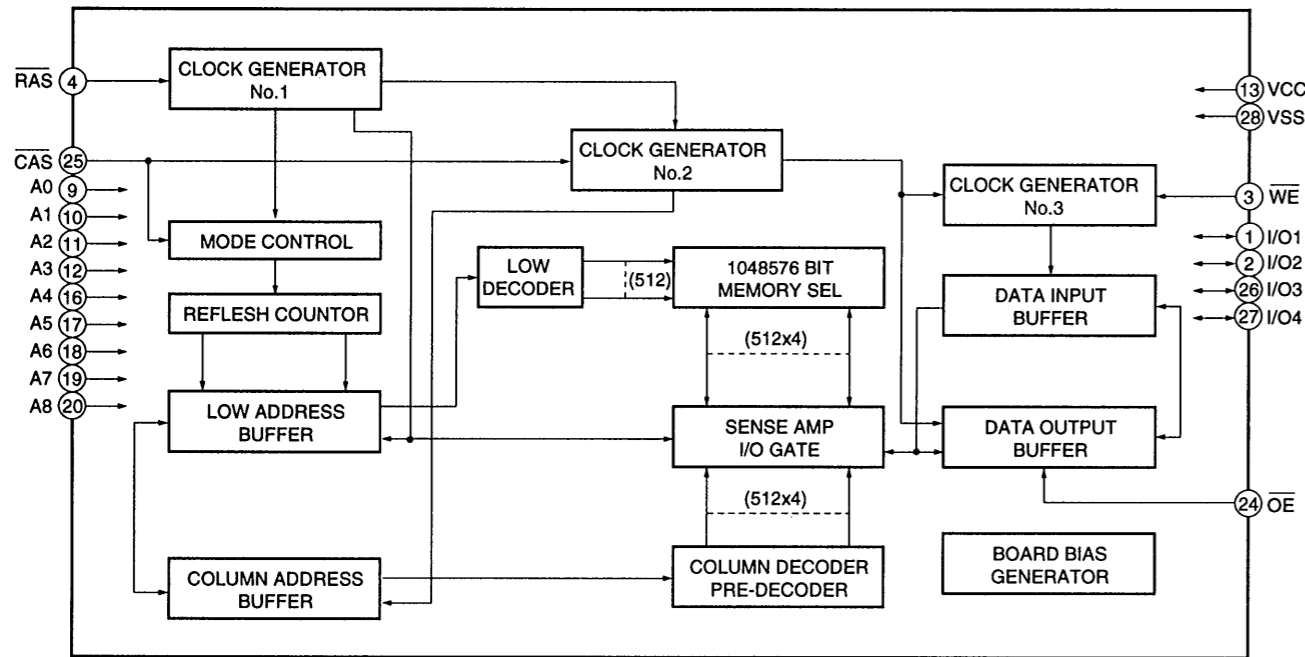 RAS
4
CLOCK GENERATOR
No.1
13 VCC
28 VSS
CAS
25
CLOCK GENERATOR
No.2
CLOCK GENERATOR
No.3
3 WE
A0 9
A1 10
A2 11
A3 12
A4 16
A5 17
A6 18
A7 19
A8 20
MODE CONTROL
REFLESH COUNTOR
LOW
DECODER
(512)
1048576 BIT
MEMORY SEL
1 I/O1
2 I/O2
26 I/O3
27 I/O4
DATA INPUT
BUFFER
(512x4)
LOW ADDRESS
BUFFER
SENSE AMP
I/O GATE
DATA OUTPUT
BUFFER
(512x4)
24 OE
COLUMN ADDRESS
BUFFER
COLUMN DECODER
PRE-DECODER
BOARD BIAS
GENERATOR